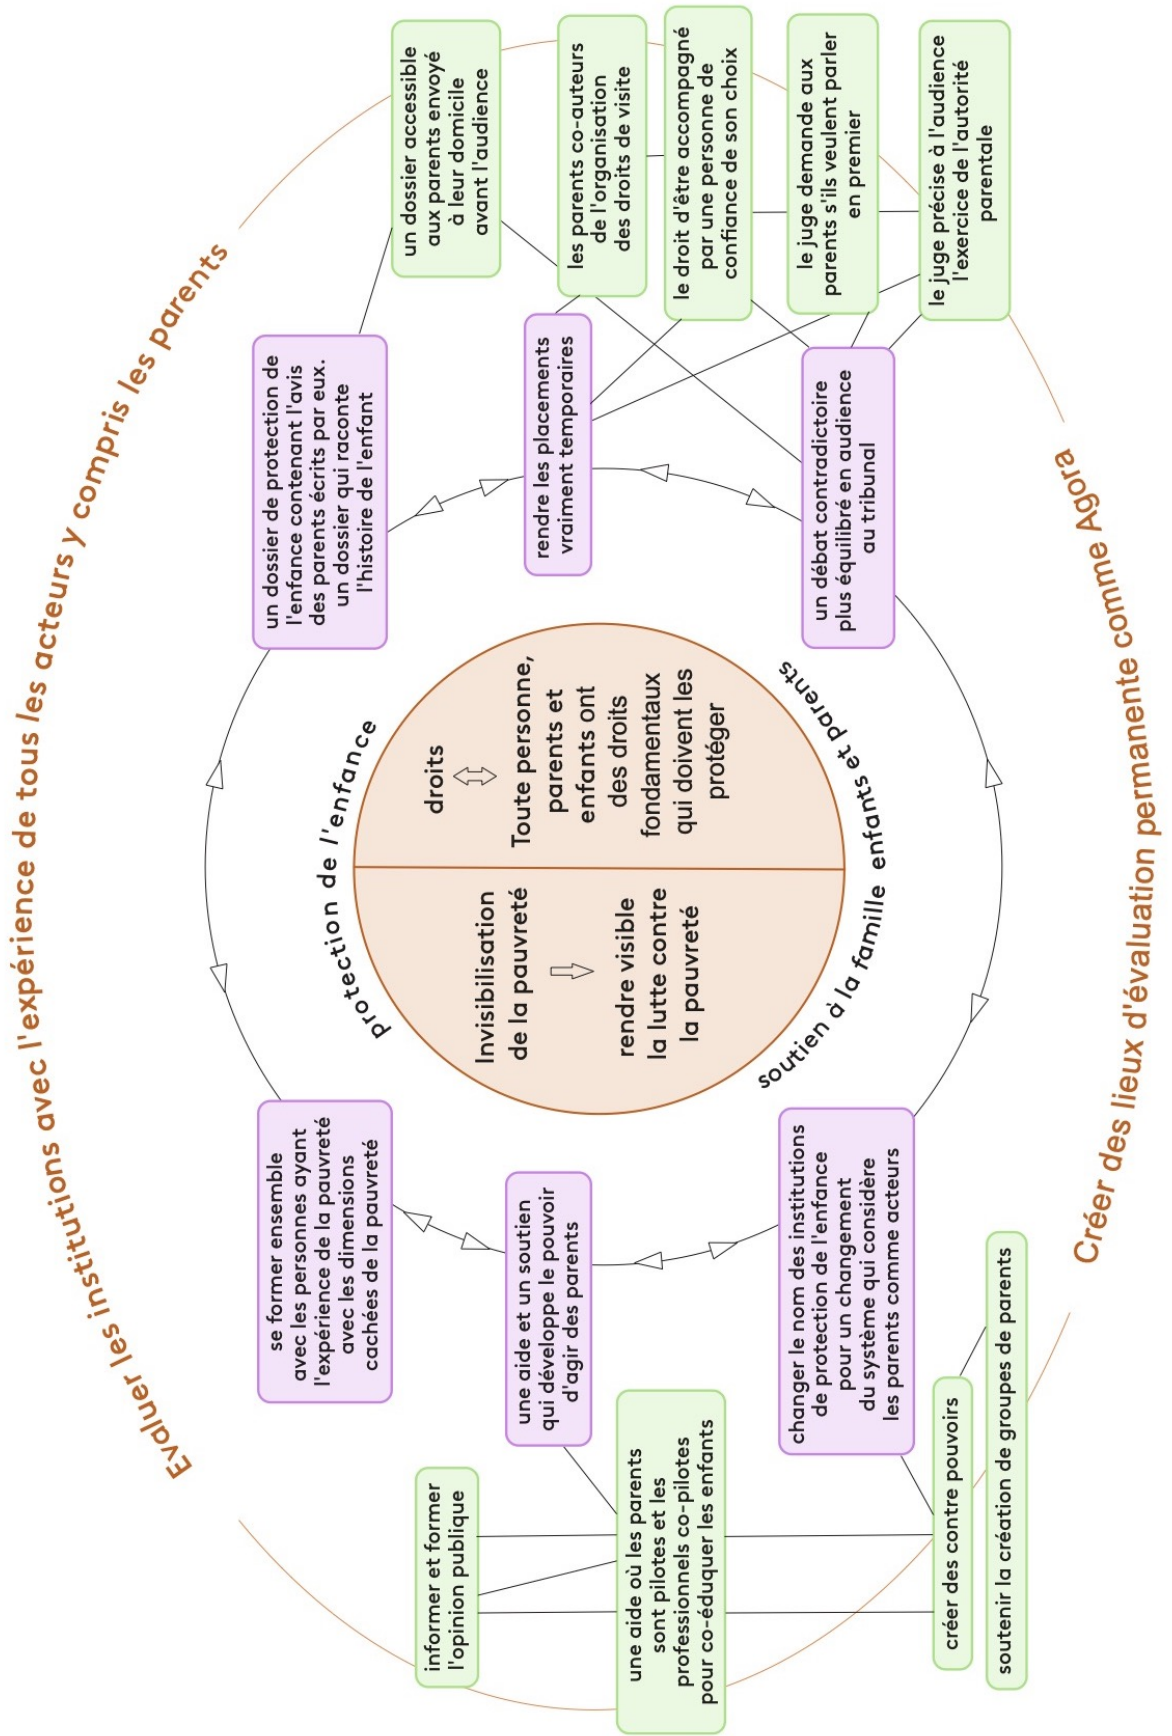 Evaluer les institutions avec l'expérience de tous les acteurs y compris les parents
se former ensemble
avec les personnes ayant
l'expérience de la pauvreté
avec les dimensions
cachées de la pauvreté
un dossier de protection de
l'enfance contenant l'avis
des parents écrits par eux.
un dossier qui raconte
l'histoire de l'enfant
un dossier accessible
aux parents envoyé
à leur domicile
avant l'audience
informer et former
l'opinion publique
une aide et un soutien
qui développe le pouvoir
d'agir des parents
protection de l'enfance
Invisibilisation
de la pauvreté
rendre visible
la lutte contre
la pauvreté
droits
Toute personne,
parents et
enfants ont
des droits
fondamentaux
qui doivent les
protéger
soutien à la famille enfants et parents
rendre les placements
vraiment temporaires
les parents co-auteurs
de l'organisation
des droits de visite
le droit d'être accompagné
par une personne de
confiance de son choix
une aide où les parents
sont pilotes et les
professionnels co-pilotes
pour co-éduquer les enfants
changer le nom des institutions
de protection de l'enfance
pour un changement
du système qui considère
les parents comme acteurs
un débat contradictoire
plus équilibré en audience
au tribunal
le juge demande aux
parents s'ils veulent parler
en premier
le juge précise à l'audience
l'exercice de l'autorité
parentale
créer des contre pouvoirs
soutenir la création de groupes de parents
Créer des lieux d'évaluation permanente comme Agora